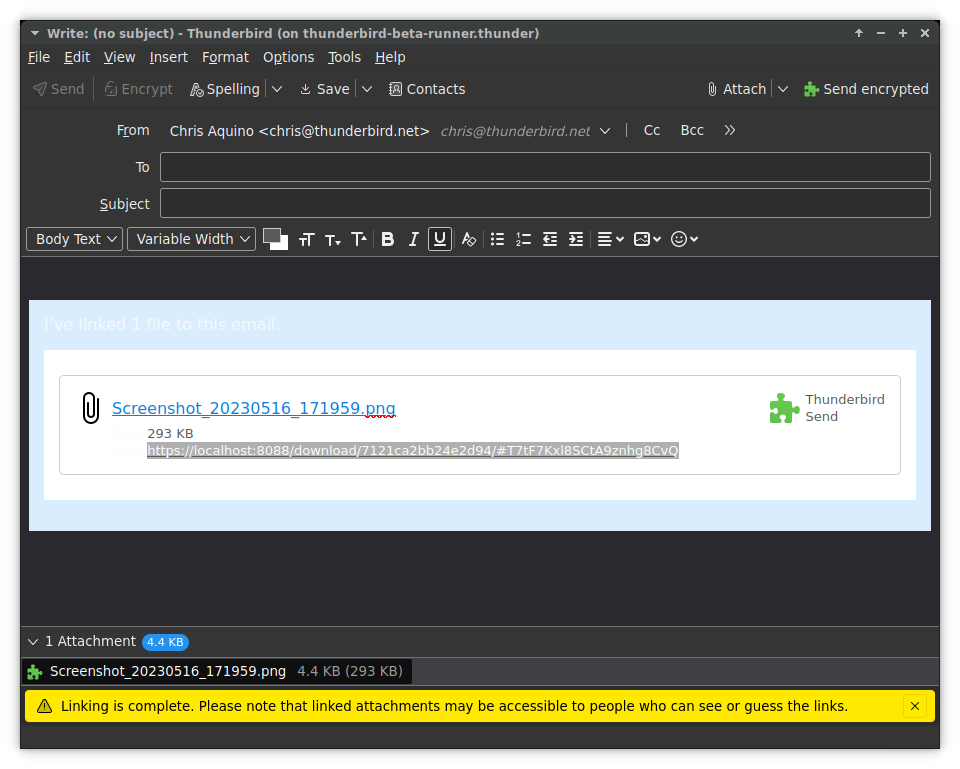 Write: (no subject) - Thunderbird (on thunderbird-beta-runner.thunder)
File Edit View Insert Format Options Tools Help
Send Encrypt Spelling Save Contacts Attach Send encrypted
From Chris Aquino <chris@thunderbird.net> chris@thunderbird.net Cc Bcc
To
Subject
Body Text Variable Width
I've linked 1 file to this email:
Screenshot_20230516_171959.png
Thunderbird
Send
293 KB
https://localhost:8088/download/7121ca2bb24e2d94/#T7tF7Kxl8SCtA9znhg8CvQ
1 Attachment 4.4 KB
Screenshot_20230516_171959.png 4.4 KB (293 KB)
Linking is complete. Please note that linked attachments may be accessible to people who can see or guess the links.